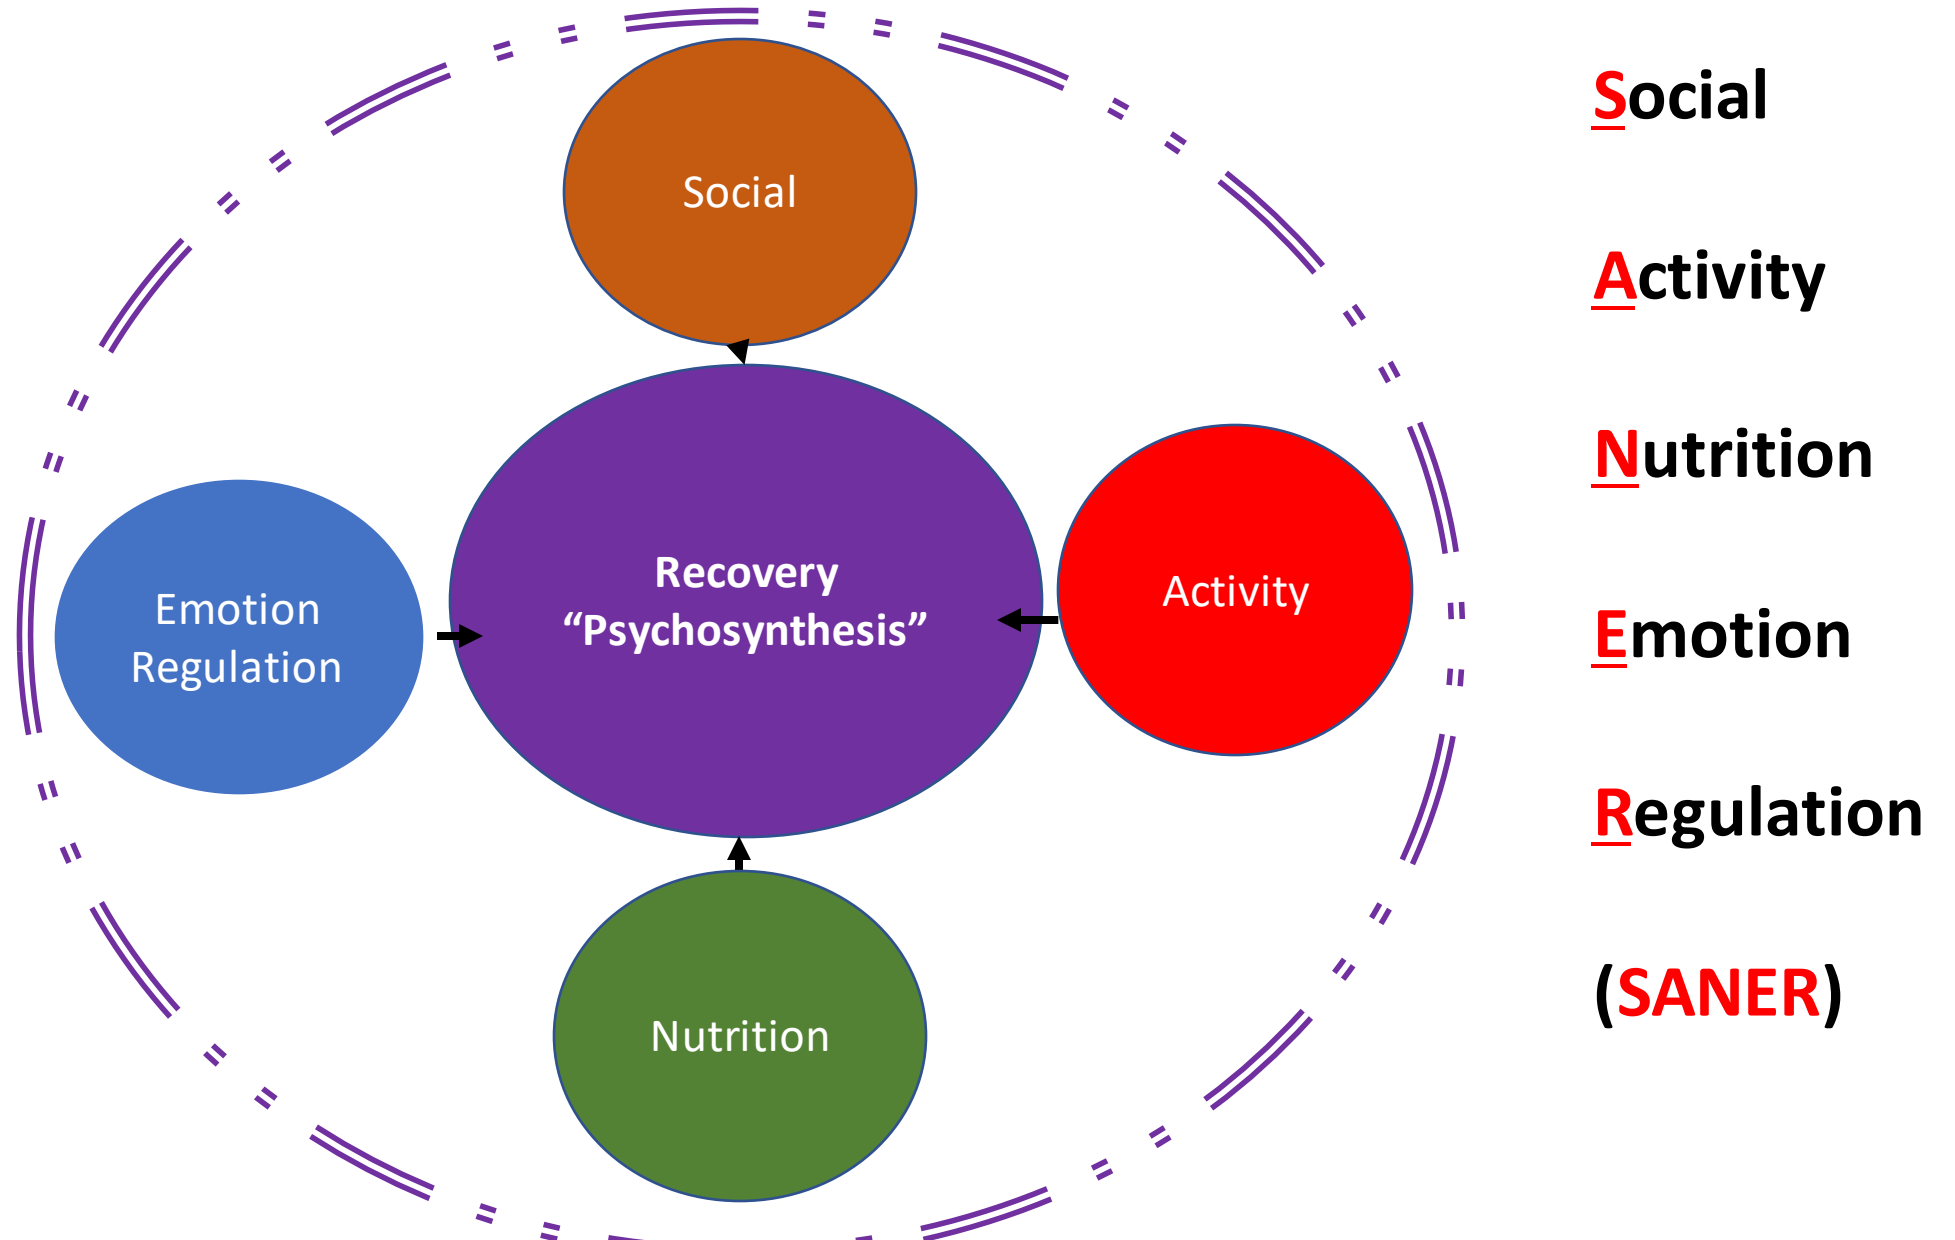 Social
Emotion
Regulation
Recovery
“Psychosynthesis”
Activity
Nutrition
Social
Activity
Nutrition
Emotion
Regulation
(SANER)